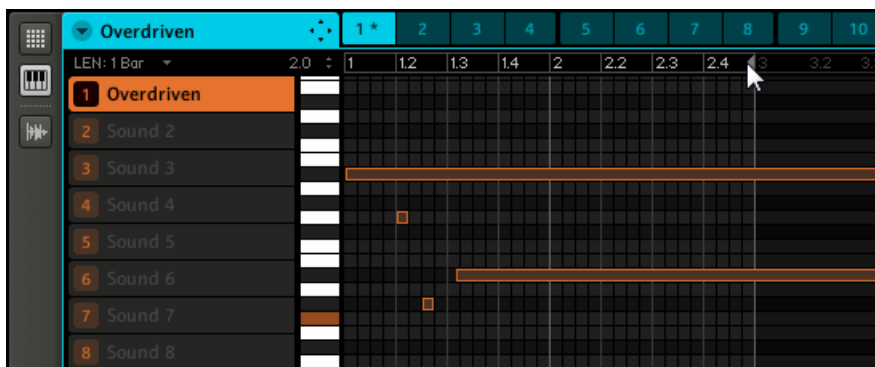 Overdriven 1 * 2 3 4 5 6 7 8 9 10
LEN: 1 Bar 2.0 1 1.2 1.3 1.4 2 2.2 2.3 2.4 3 3.2 3.
1 Overdriven
2 Sound 2
3 Sound 3
4 Sound 4
5 Sound 5
6 Sound 6
7 Sound 7
8 Sound 8